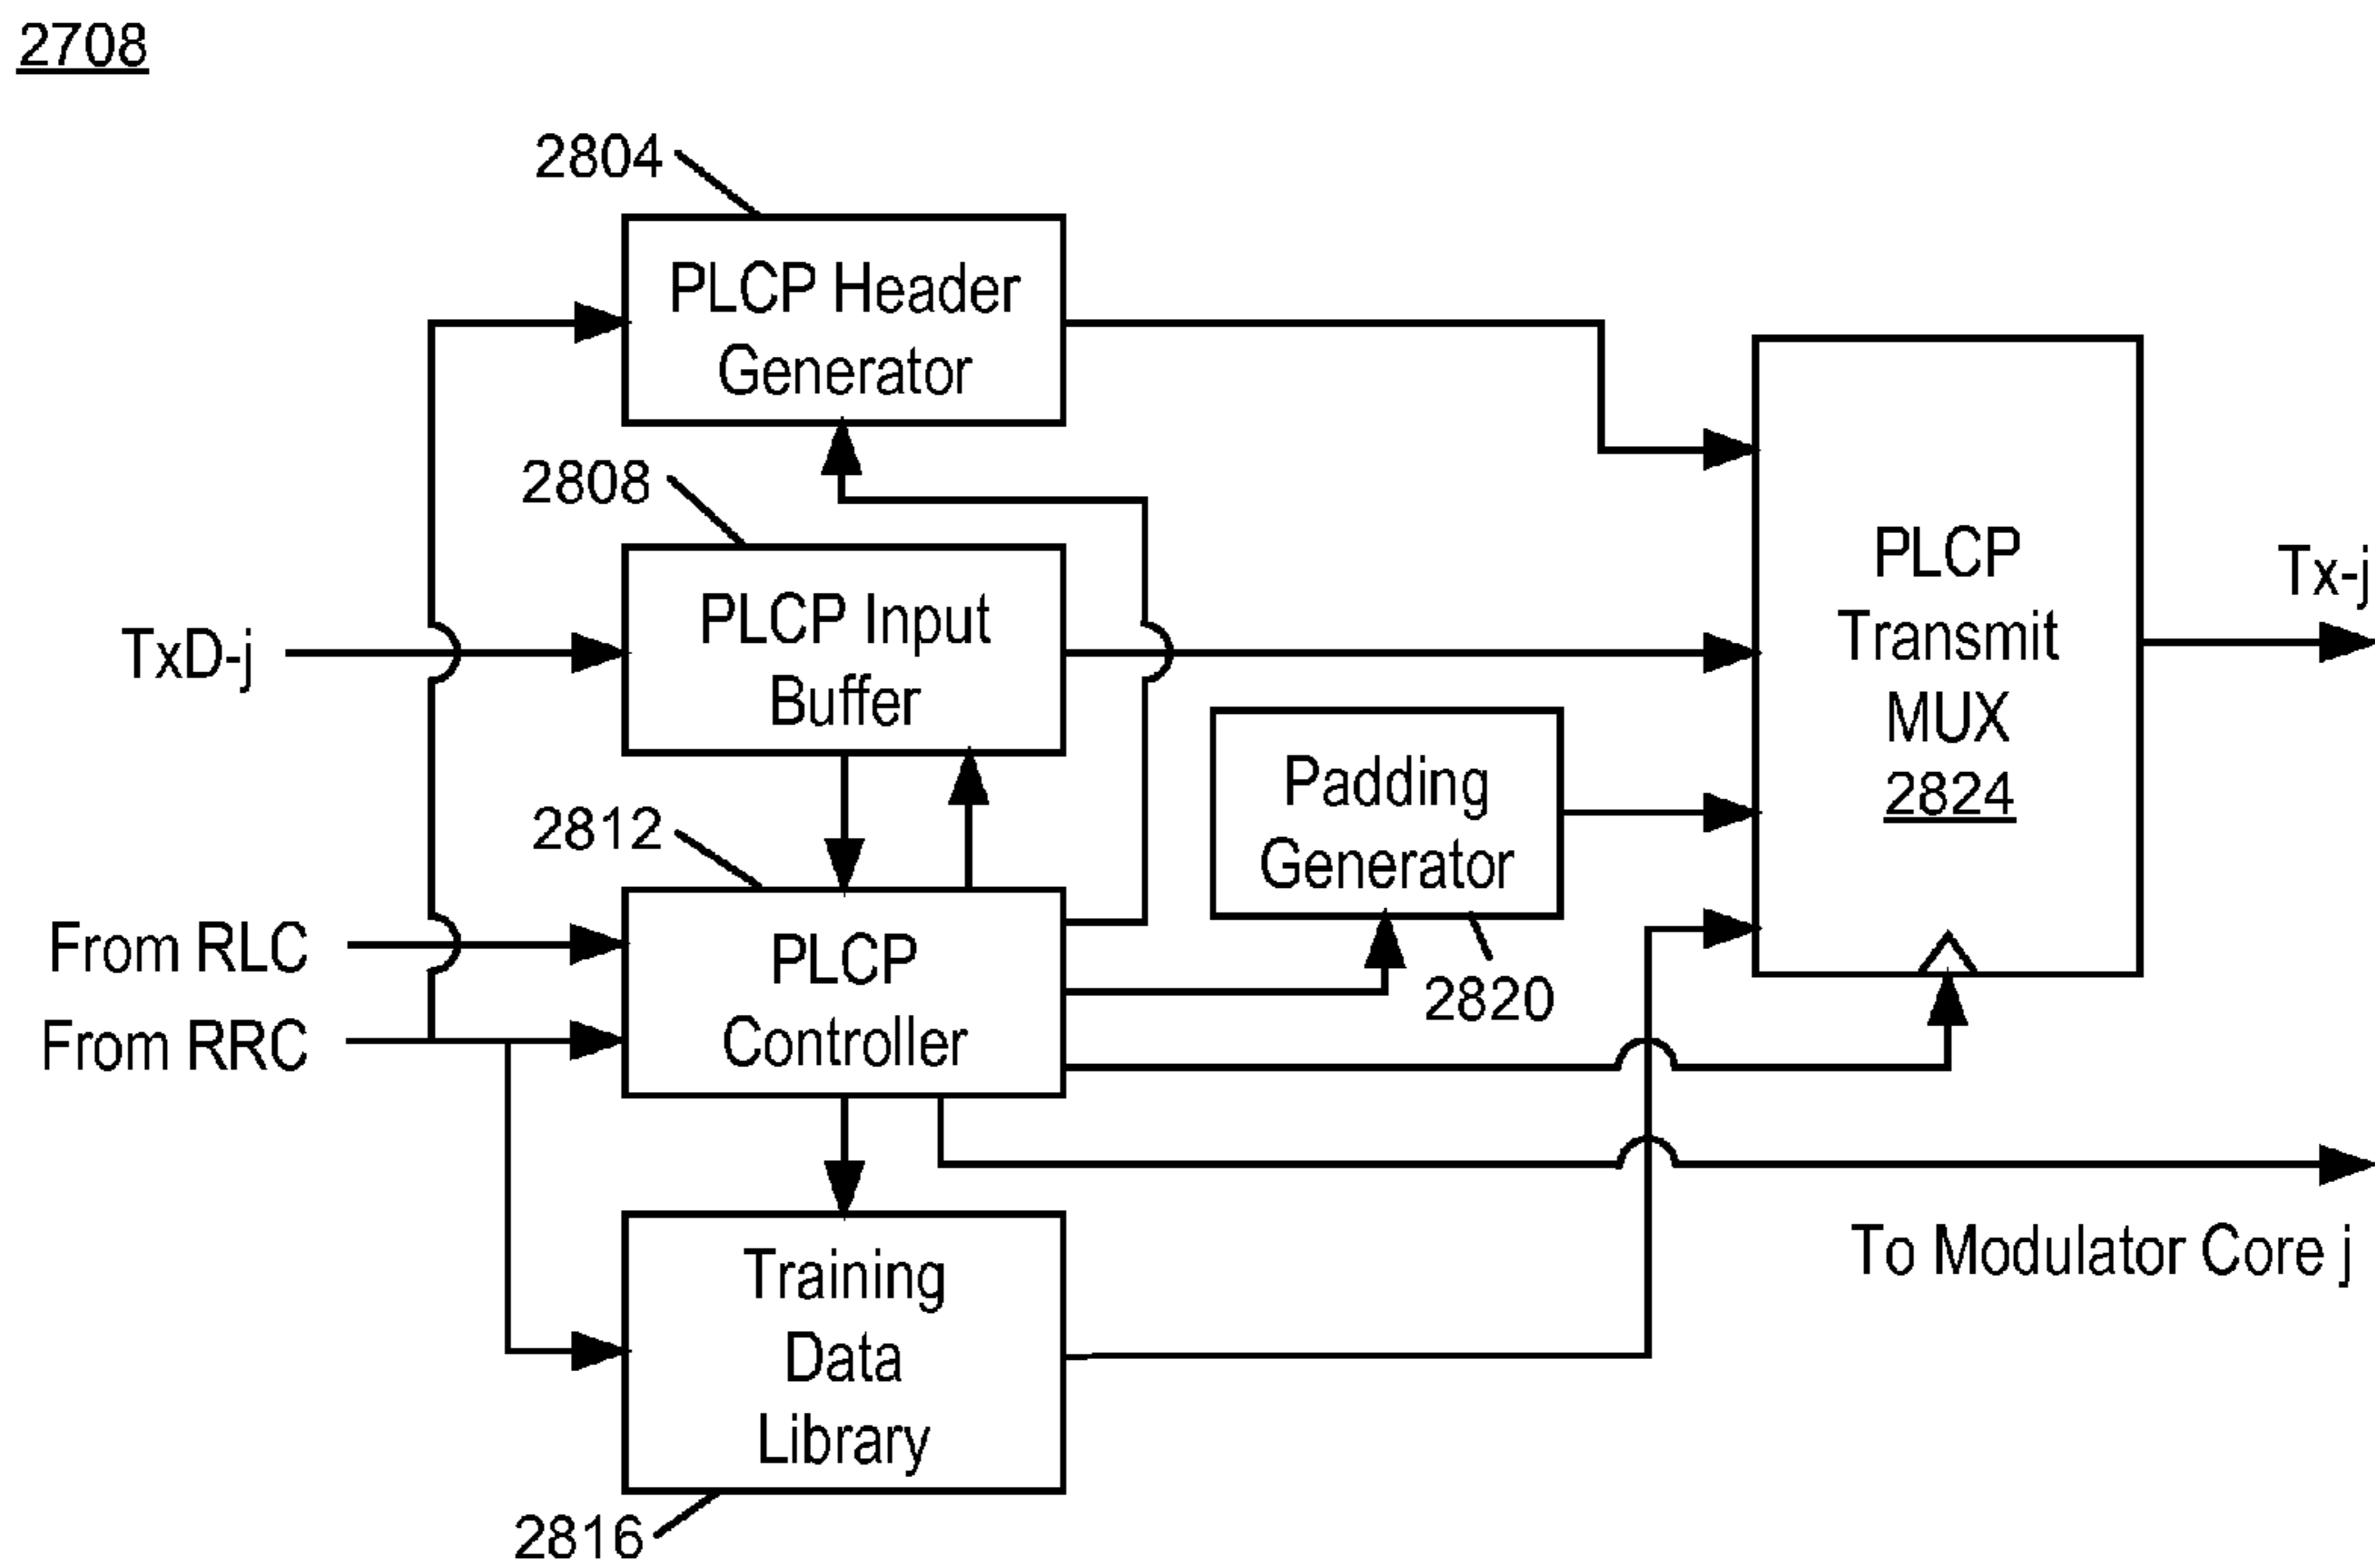 2708
2804
PLCP Header
Generator
2808
PLCP Input
Buffer
TxD-j
2812
PLCP
Controller
From RLC
From RRC
Padding
Generator
2820
PLCP
Transmit
MUX
2824
Tx-j
To Modulator Core j
Training
Data
Library
2816